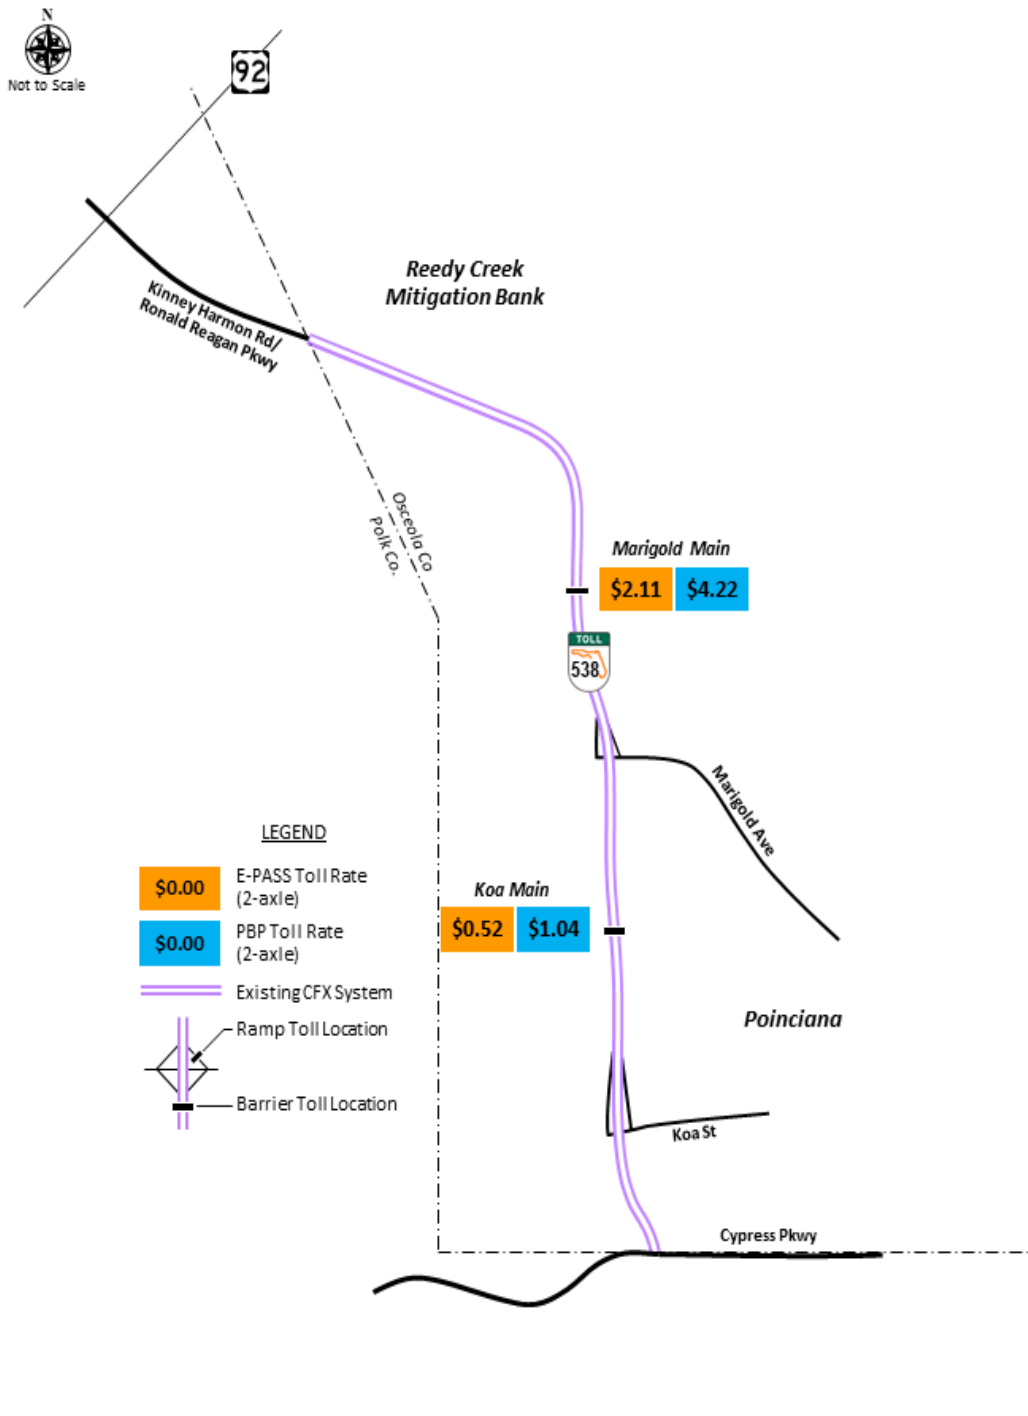 N
Not to Scale
92
Reedy Creek
Mitigation Bank
Kinney Harmon Rd/
Ronald Reagan Pkwy
Osceola Co
Polk Co.
Marigold Main
$2.11 $4.22
TOLL
538
Marigold Ave
LEGEND
$0.00 E-PASS Toll Rate
(2-axle)
$0.00 PBP Toll Rate
(2-axle)
Existing CFX System
Ramp Toll Location
Barrier Toll Location
Koa Main
$0.52 $1.04
Poinciana
Koa St
Cypress Pkwy